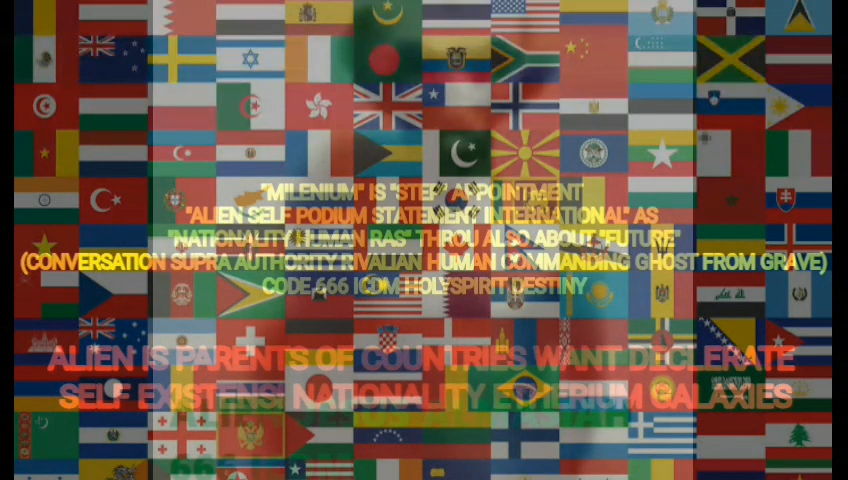 "MILENIUM" IS "STEP" APPOINTMENT
"ALIEN SELF PODIUM STATEMENT INTERNATIONAL" AS
"NATIONALITY HUMAN RAS" THROU ALSO ABOUT "FUTURE"
(CONVERSATION SUPRA AUTHORITY RIVALIAN HUMAN COMMANDING GHOST FROM GRAVE)
CODE,666 ICDM HOLYSPIRIT DESTINY
ALIEN IS PARENTS OF COUNTRIES WANT DECLERATE
SELF EXISTENSI NATIONALITY ETHERIUM GALAXIES